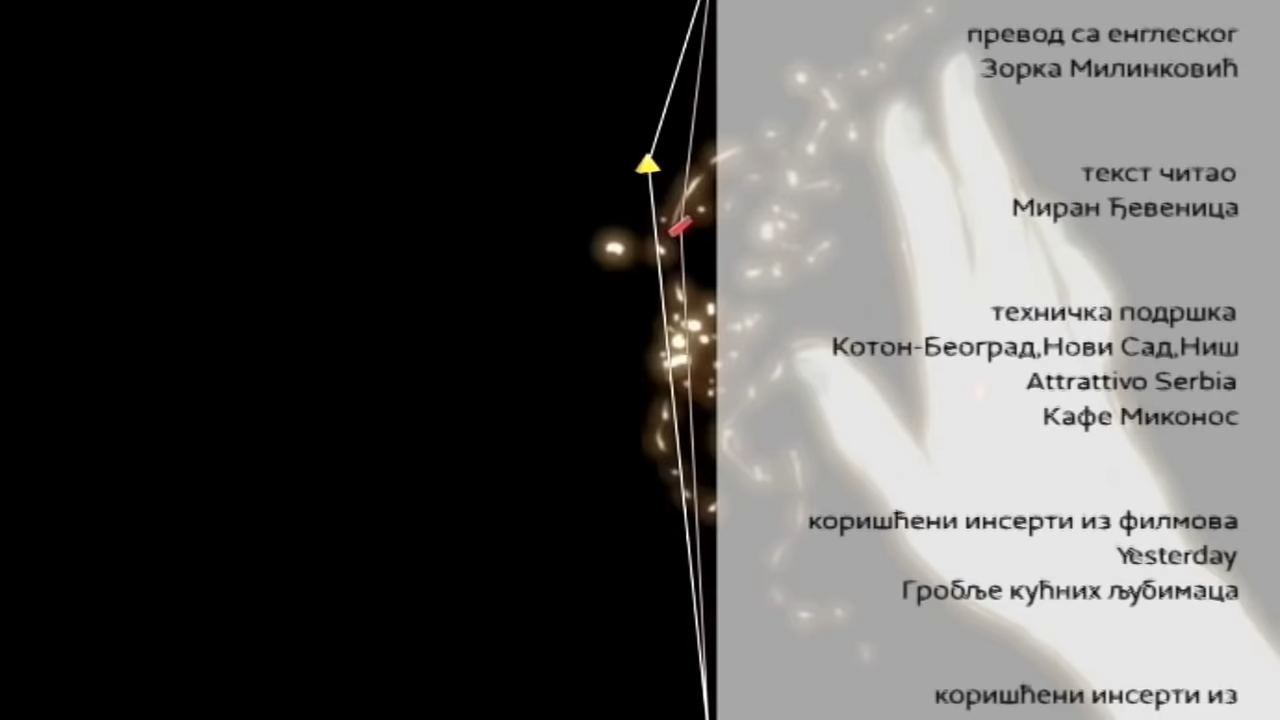 превод са енглеског
Зорка Милинковић
текст читао
Миран Ђевеница
техничка подршка
Котон-Београд,Нови Сад,Ниш
Attrattivo Serbia
Кафе Миконос
коришћени инсерти из филмова
Yesterday
Гробље кућних љубимаца
коришћени инсерти из